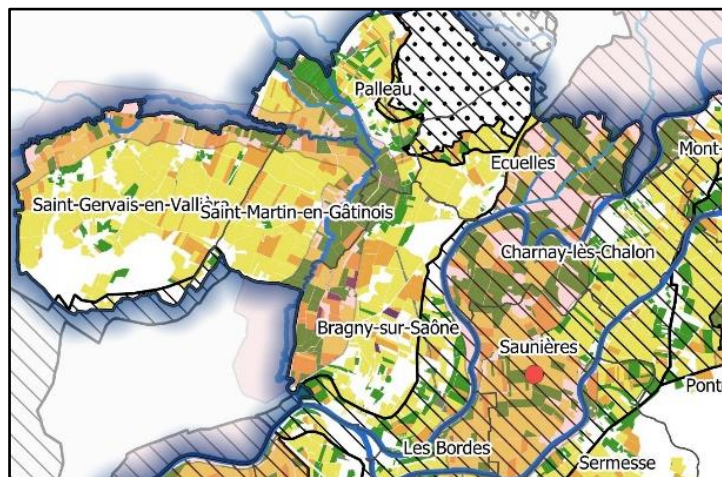 Palleau
Ecuelles
Mont-
Saint-Gervais-en-Vallière
Saint-Martin-en-Gâtinois
Charnay-lès-Chalon
Bragny-sur-Saône
Saunières
Pont
Les Bordes
Sermesse